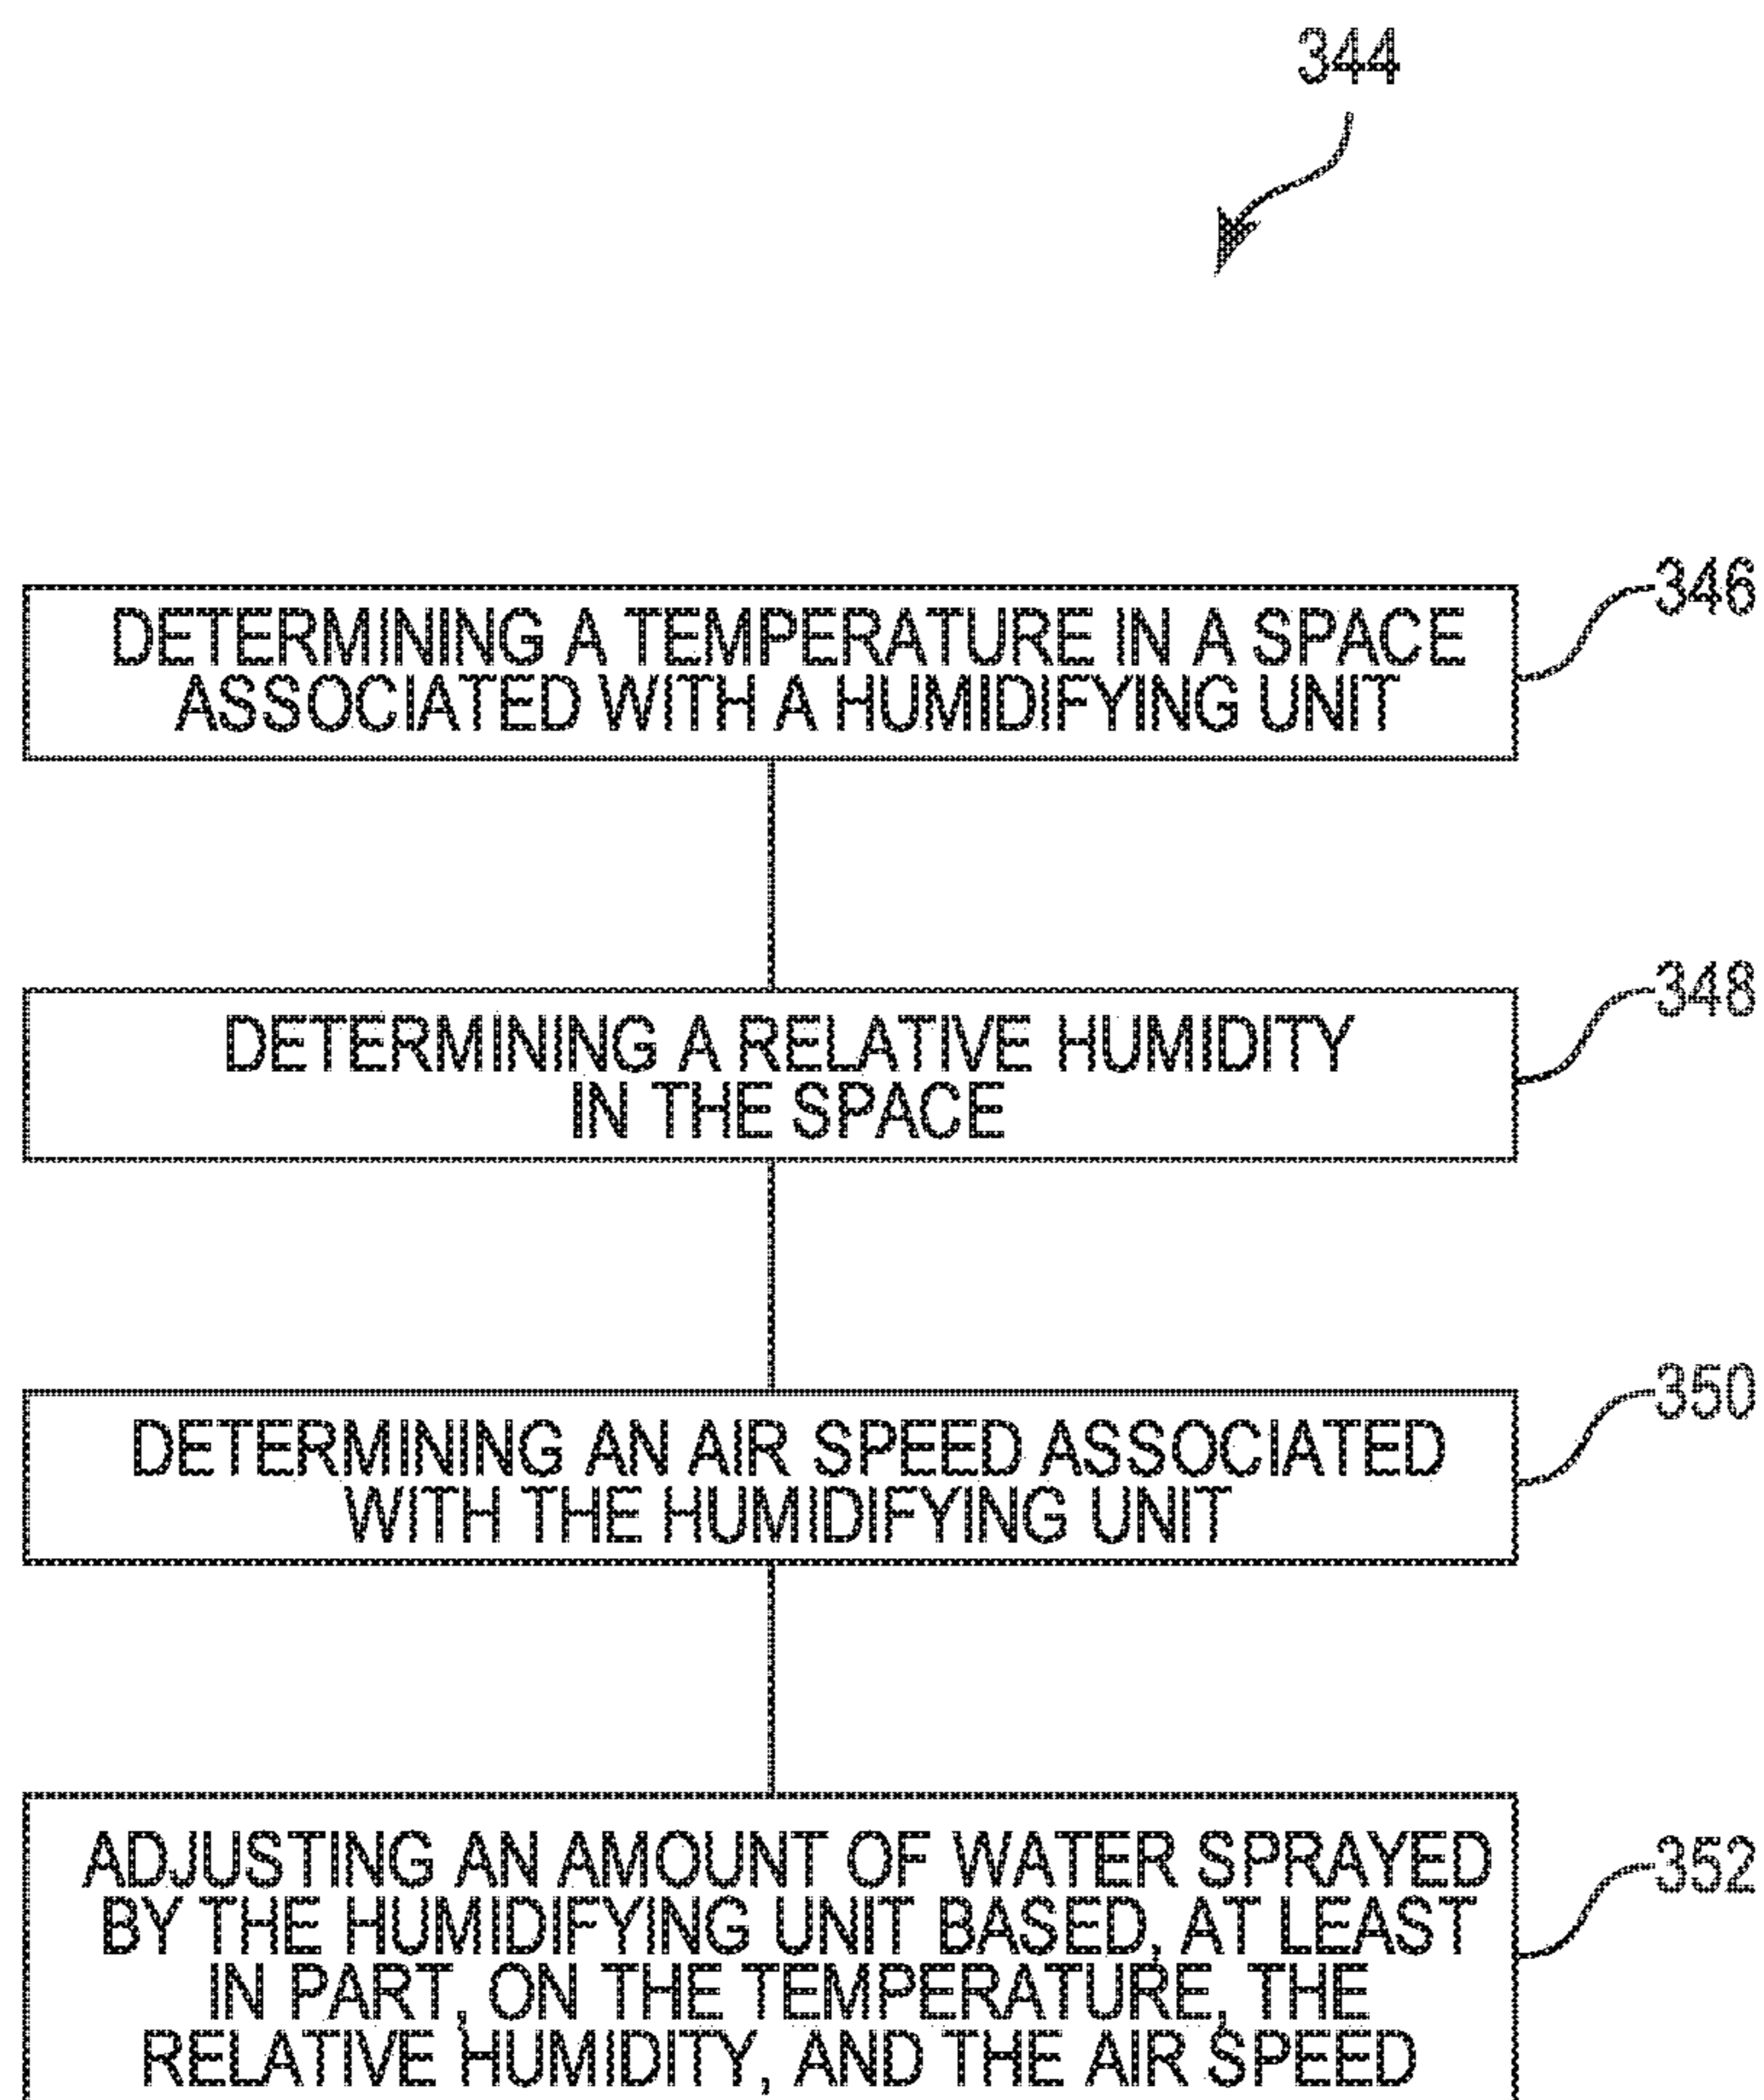 344
DETERMINING A TEMPERATURE IN A SPACE
ASSOCIATED WITH A HUMIDIFYING UNIT
346
DETERMINING A RELATIVE HUMIDITY
IN THE SPACE
348
DETERMINING AN AIR SPEED ASSOCIATED
WITH THE HUMIDIFYING UNIT
350
ADJUSTING AN AMOUNT OF WATER SPRAYED
BY THE HUMIDIFYING UNIT BASED, AT LEAST
IN PART, ON THE TEMPERATURE, THE
RELATIVE HUMIDITY, AND THE AIR SPEED
352